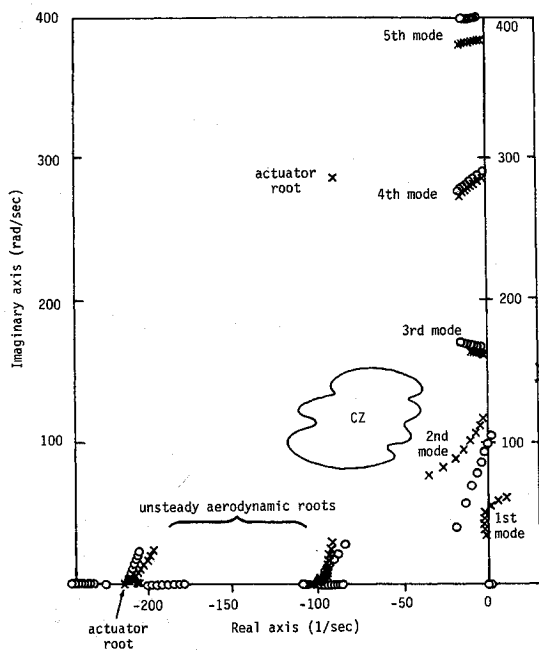 400
400
5th mode
actuator
root
300
300
4th mode
Imaginary axis (rad/sec)
200
200
3rd mode
CZ
100
100
2nd
mode
unsteady aerodynamic roots
1st
mode
-200
-150
-100
-50
0
actuator
root
Real axis (1/sec)